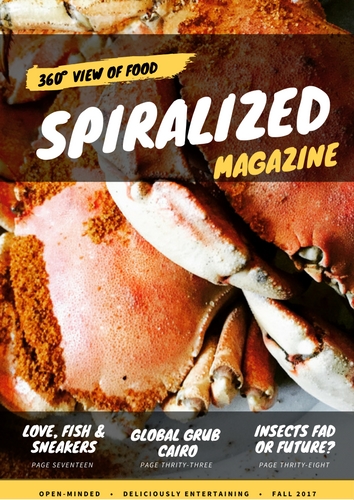 360° VIEW OF FOOD
SPIRALIZED
MAGAZINE
LOVE, FISH &
SNEAKERS
PAGE SEVENTEEN
GLOBAL GRUB
CAIRO
PAGE THRITY-THREE
INSECTS FAD
OR FUTURE?
PAGE THRITY-EIGHT
OPEN-MINDED • DELICIOUSLY ENTERTAINING • FALL 2017